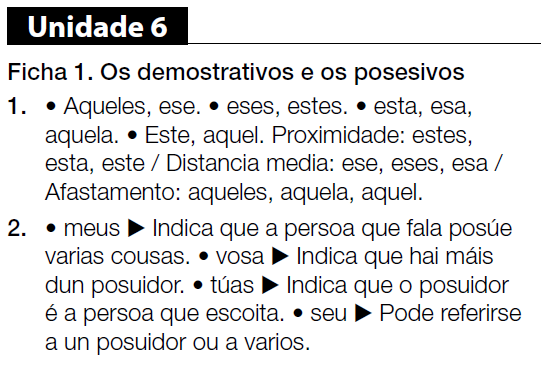 Unidade 6
Ficha 1. Os demostrativos e os posesivos
1. • Aqueles, ese. • eses, estes. • esta, esa,
aquela. • Este, aquel. Proximidade: estes,
esta, este / Distancia media: ese, eses, esa /
Afastamento: aqueles, aquela, aquel.
2. • meus ► Indica que a persoa que fala posúe
varias cousas. • vosa ► Indica que hai máis
dun posuidor. • túas ► Indica que o posuidor
é a persoa que escoita. • seu ► Pode referirse
a un posuidor ou a varios.